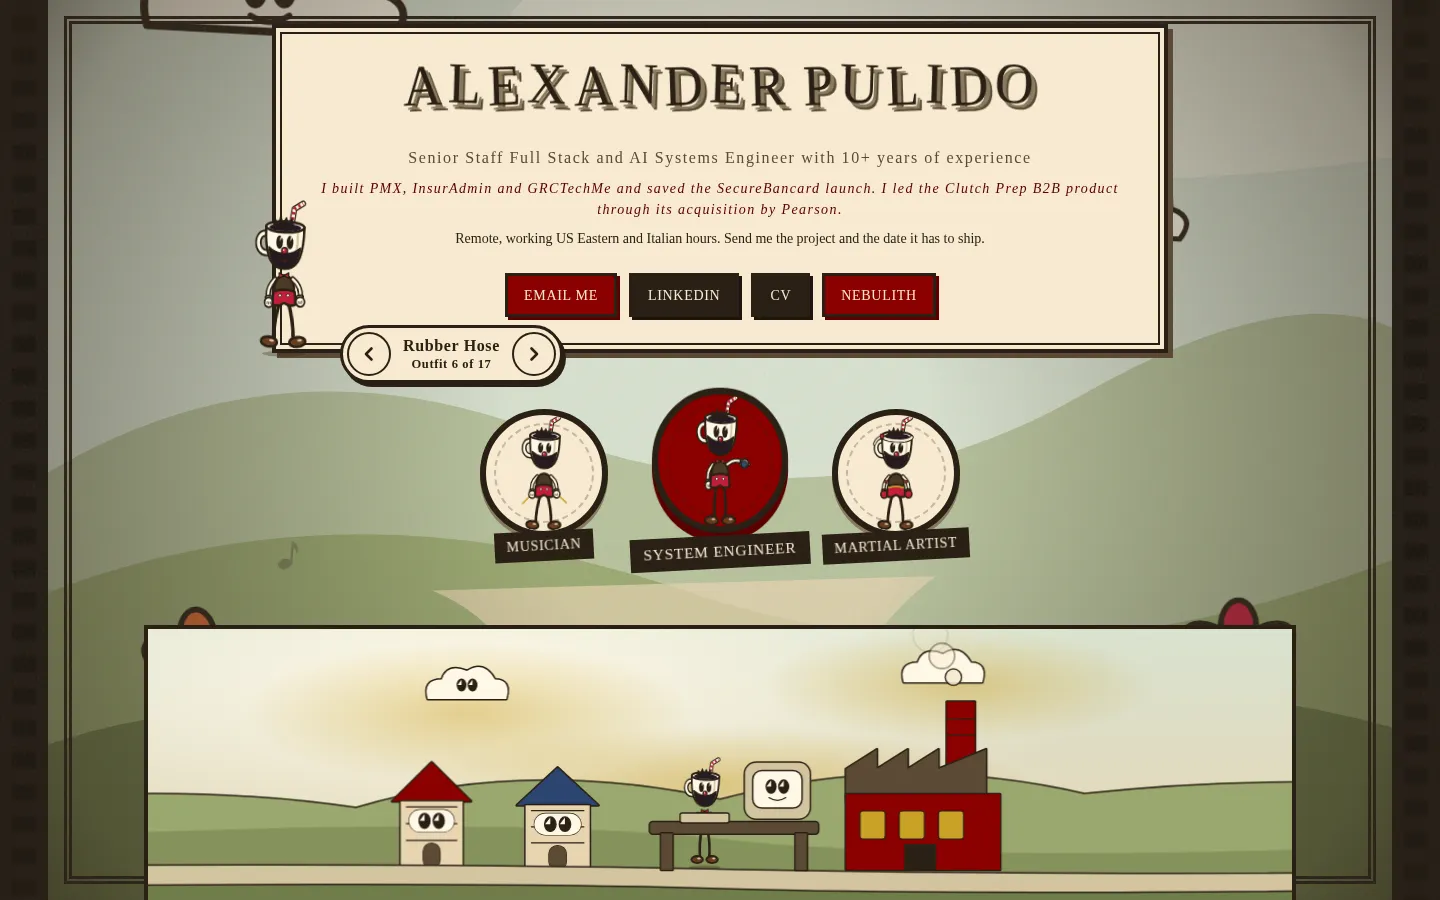 ALEXANDER PULIDO
Senior Staff Full Stack and AI Systems Engineer with 10+ years of experience
I built PMX, InsurAdmin and GRCTechMe and saved the SecureBancard launch. I led the Clutch Prep B2B product
through its acquisition by Pearson.
Remote, working US Eastern and Italian hours. Send me the project and the date it has to ship.
EMAIL ME
LINKEDIN
CV
NEBULITH
Rubber Hose
Outfit 6 of 17
MUSICIAN
SYSTEM ENGINEER
MARTIAL ARTIST